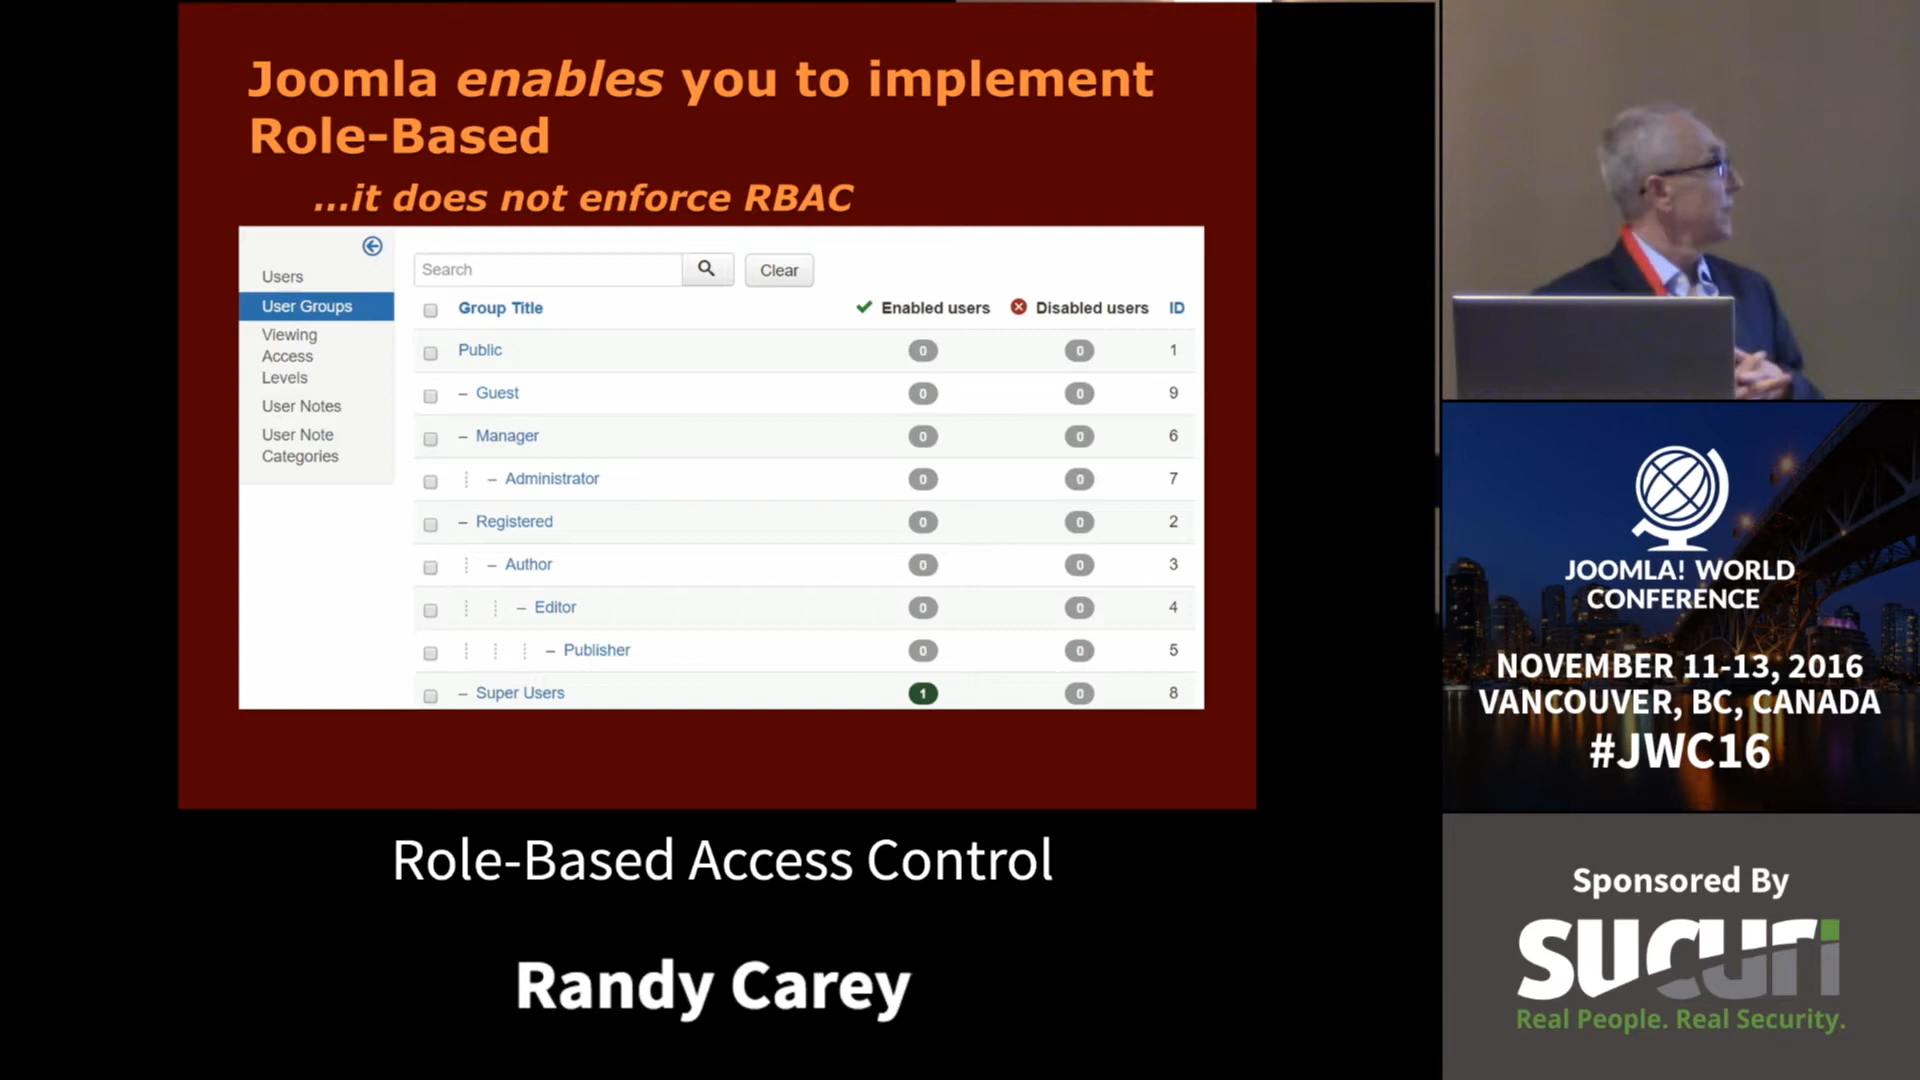 Joomla enables you to implement
Role-Based
...it does not enforce RBAC
Users
User Groups
Viewing
Access
Levels
User Notes
User Note
Categories
Search
Clear
Group Title Enabled users Disabled users ID
Public 0 0 1
– Guest 0 0 9
– Manager 0 0 6
– Administrator 0 0 7
– Registered 0 0 2
– Author 0 0 3
– Editor 0 0 4
– Publisher 0 0 5
– Super Users 1 0 8
Role-Based Access Control
Randy Carey
JOOMLA! WORLD
CONFERENCE
NOVEMBER 11-13, 2016
VANCOUVER, BC, CANADA
#JWC16
Sponsored By
SUCURI
Real People. Real Security.